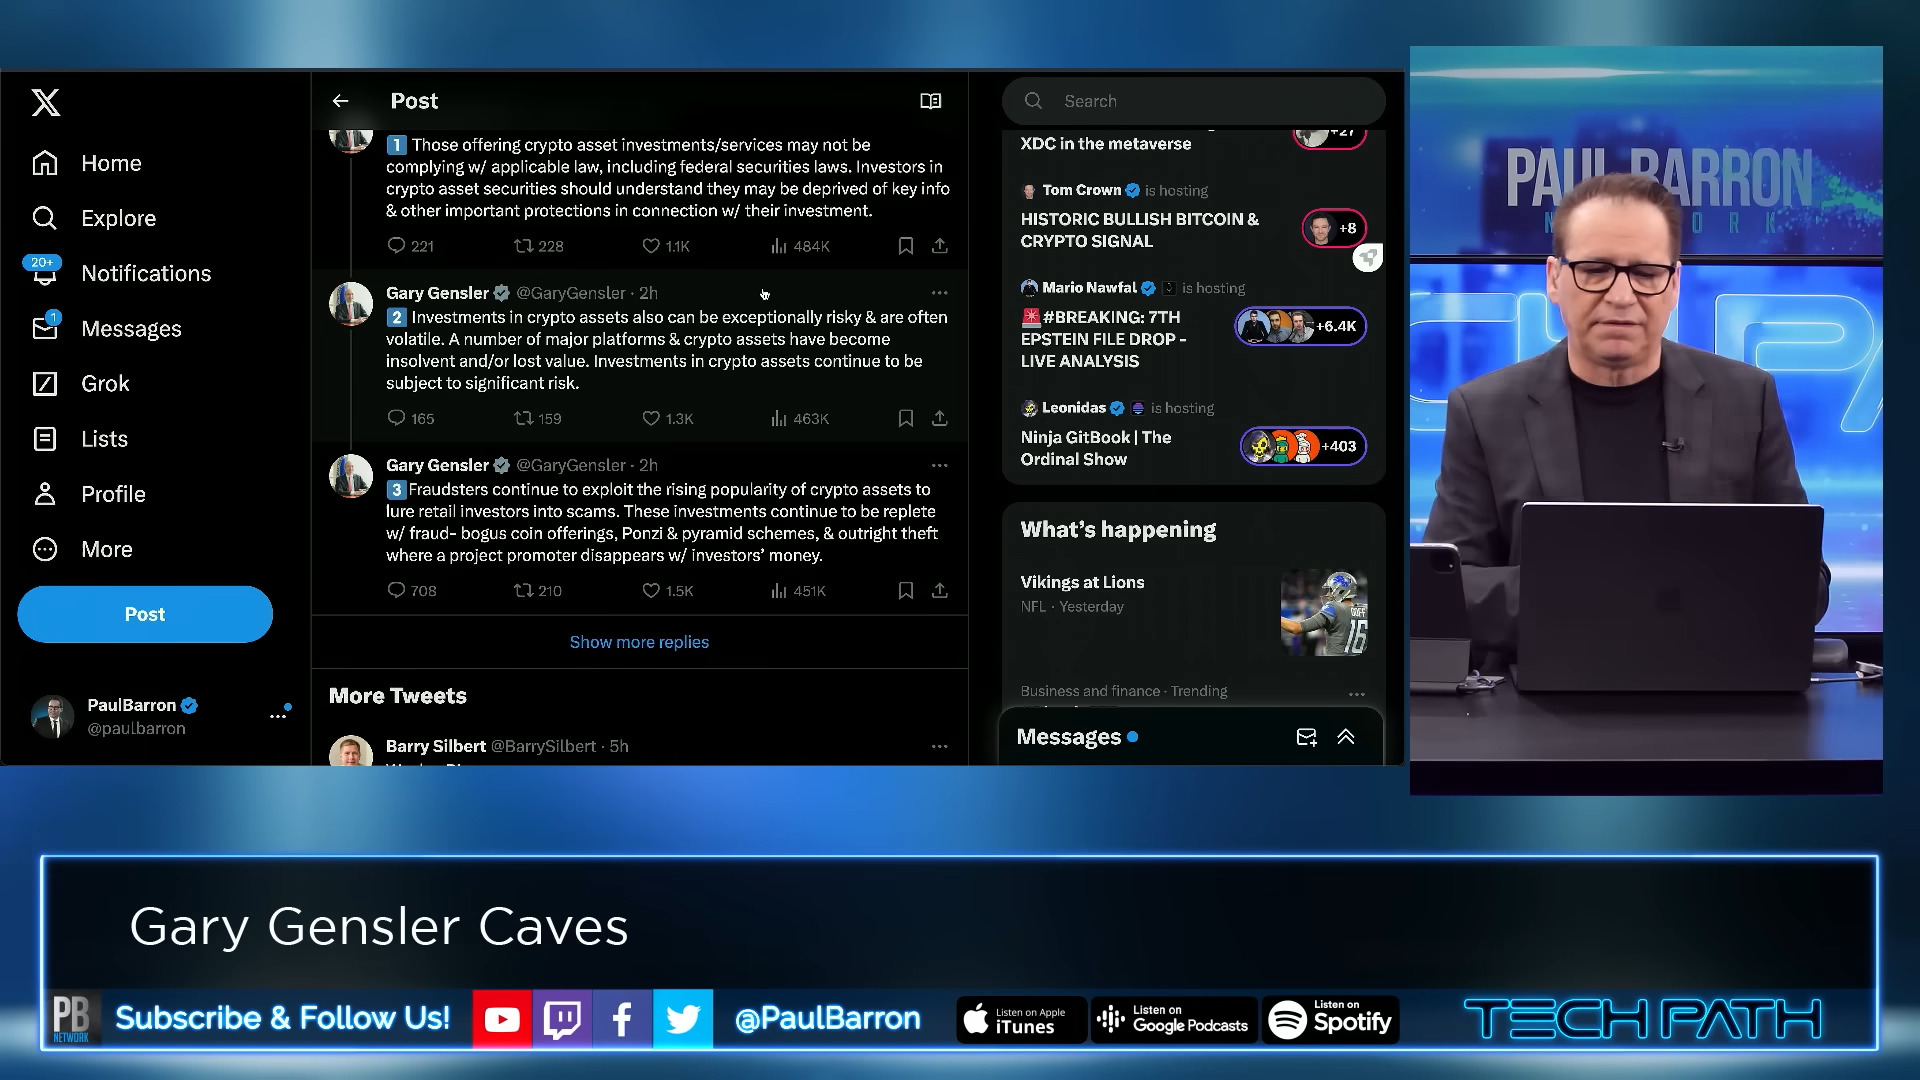 Home
Explore
20+
Notifications
1
Messages
Grok
Lists
Profile
More
Post
PaulBarron
@paulbarron
Post
1 Those offering crypto asset investments/services may not be
complying w/ applicable law, including federal securities laws. Investors in
crypto asset securities should understand they may be deprived of key info
& other important protections in connection w/ their investment.
221 228 1.1K 484K
Gary Gensler @GaryGensler · 2h
2 Investments in crypto assets also can be exceptionally risky & are often
volatile. A number of major platforms & crypto assets have become
insolvent and/or lost value. Investments in crypto assets continue to be
subject to significant risk.
165 159 1.3K 463K
Gary Gensler @GaryGensler · 2h
3 Fraudsters continue to exploit the rising popularity of crypto assets to
lure retail investors into scams. These investments continue to be replete
w/ fraud- bogus coin offerings, Ponzi & pyramid schemes, & outright theft
where a project promoter disappears w/ investors' money.
708 210 1.5K 451K
Show more replies
More Tweets
Barry Silbert @BarrySilbert · 5h
Search
XDC in the metaverse
+27
Tom Crown is hosting
HISTORIC BULLISH BITCOIN &
CRYPTO SIGNAL
+8
Mario Nawfal is hosting
🚨#BREAKING: 7TH
EPSTEIN FILE DROP -
LIVE ANALYSIS
+6.4K
Leonidas is hosting
Ninja GitBook | The
Ordinal Show
+403
What's happening
Vikings at Lions
NFL · Yesterday
GOFF
16
Business and finance · Trending
Messages
PAUL BARRON
Gary Gensler Caves
PB
NETWORK
Subscribe & Follow Us!
@PaulBarron
Listen on Apple
iTunes
Listen on
Google Podcasts
Listen on
Spotify
TECH PATH